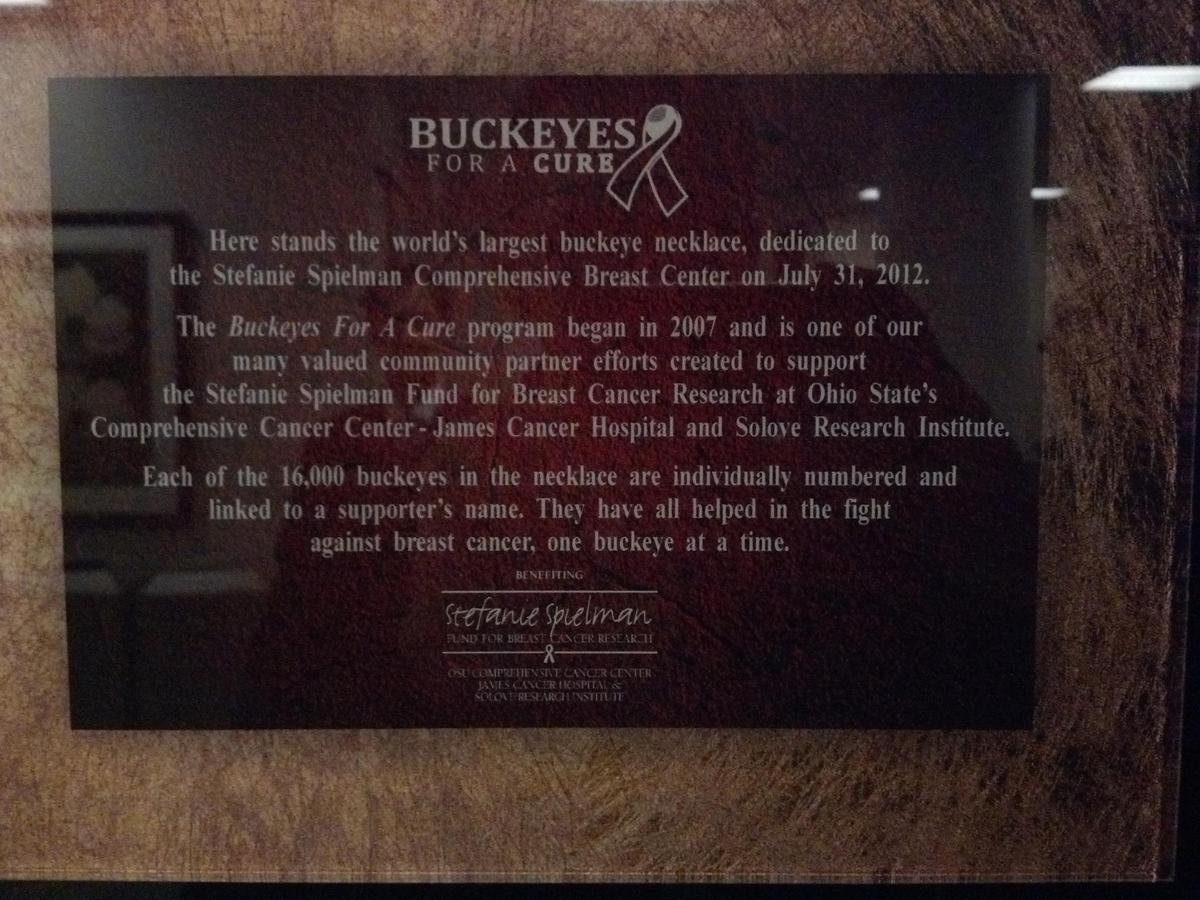 BUCKEYES
FOR A CURE
Here stands the world's largest buckeye necklace, dedicated to
the Stefanie Spielman Comprehensive Breast Center on July 31, 2012.
The Buckeyes For A Cure program began in 2007 and is one of our
many valued community partner efforts created to support
the Stefanie Spielman Fund for Breast Cancer Research at Ohio State's
Comprehensive Cancer Center - James Cancer Hospital and Solove Research Institute.
Each of the 16,000 buckeyes in the necklace are individually numbered and
linked to a supporter's name. They have all helped in the fight
against breast cancer, one buckeye at a time.
BENEFITING
Stefanie Spielman
FUND FOR BREAST CANCER RESEARCH
OSU COMPREHENSIVE CANCER CENTER
JAMES CANCER HOSPITAL &
SOLOVE RESEARCH INSTITUTE